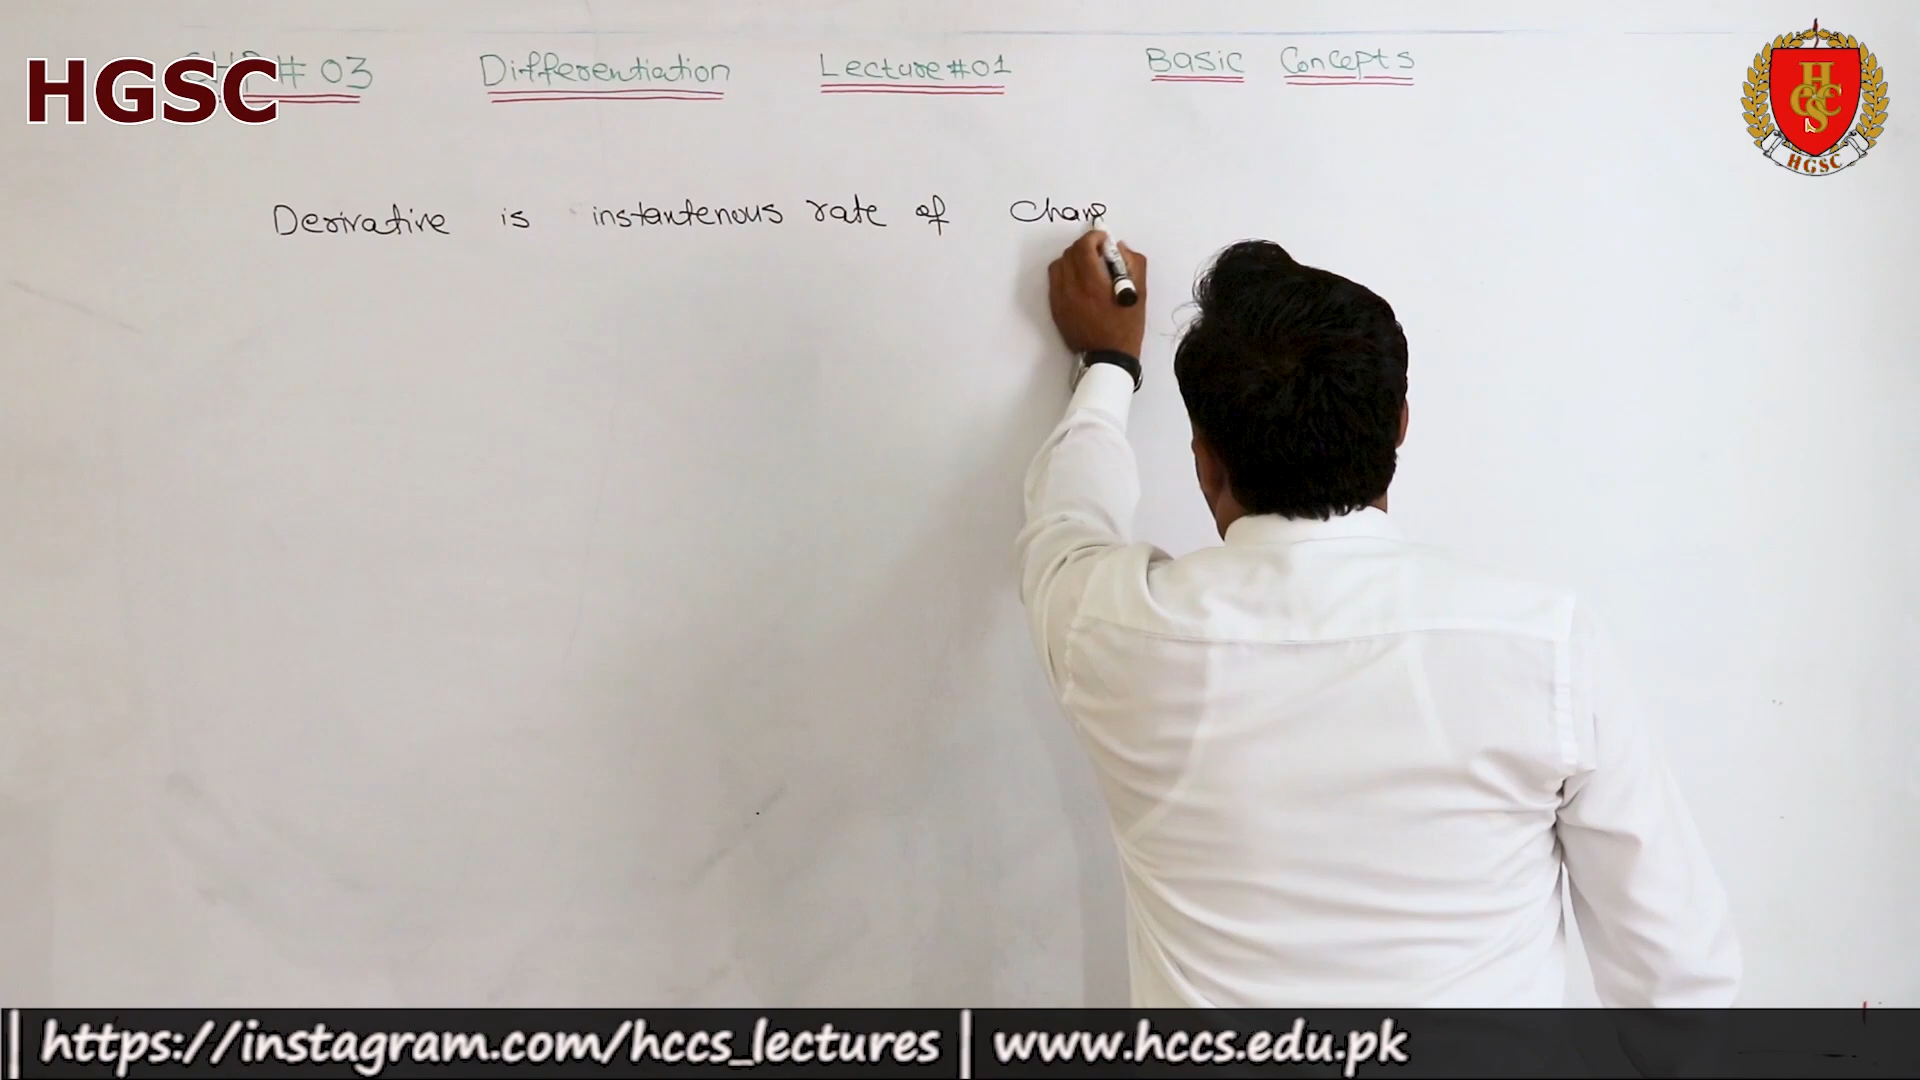 HGSC # 03 Differentiation Lecture #01 Basic Concepts
HGSC
Derivative is instantenous rate of Chang
https://instagram.com/hccs_lectures | www.hccs.edu.pk